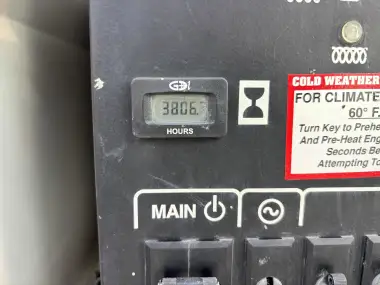 3806.
HOURS
COLD WEATHER
FOR CLIMATE
60° F.
Turn Key to Prehe
And Pre-Heat Eng
Seconds Be
Attempting To
MAIN